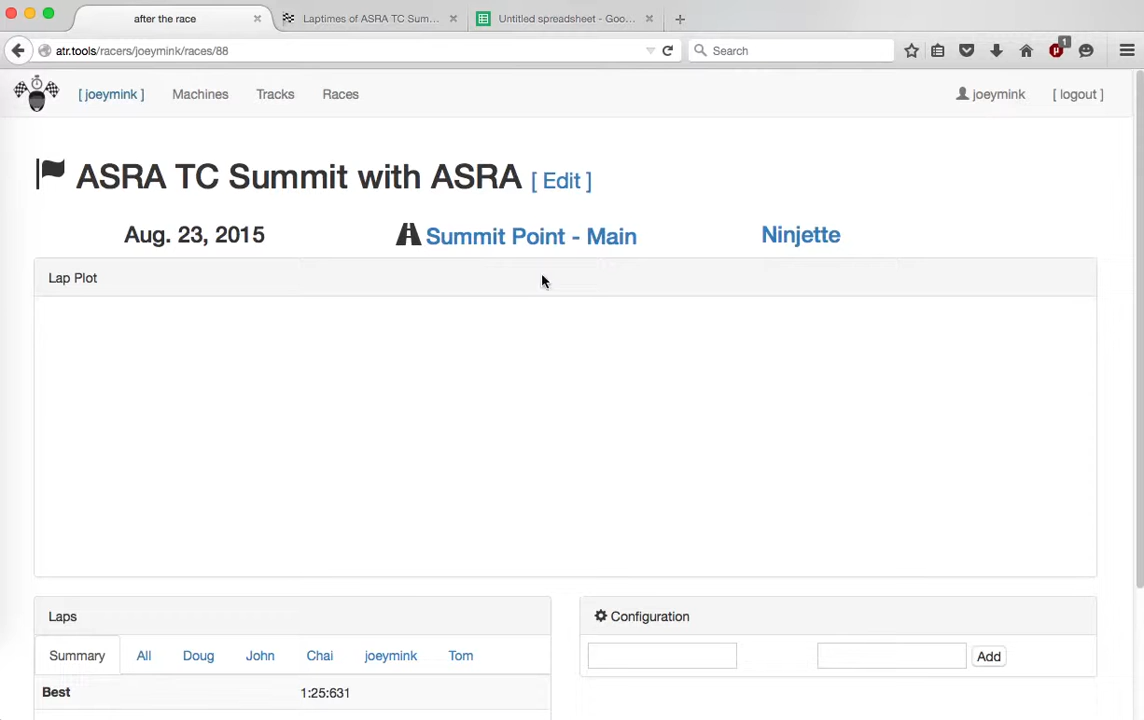 after the race
Laptimes of ASRA TC Sum...
Untitled spreadsheet - Goo...
atr.tools/racers/joeymink/races/88
Search
1
[ joeymink ] Machines Tracks Races joeymink [ logout ]
ASRA TC Summit with ASRA [ Edit ]
Aug. 23, 2015 Summit Point - Main Ninjette
Lap Plot
Laps
Summary All Doug John Chai joeymink Tom
Best 1:25:631
Configuration
Add